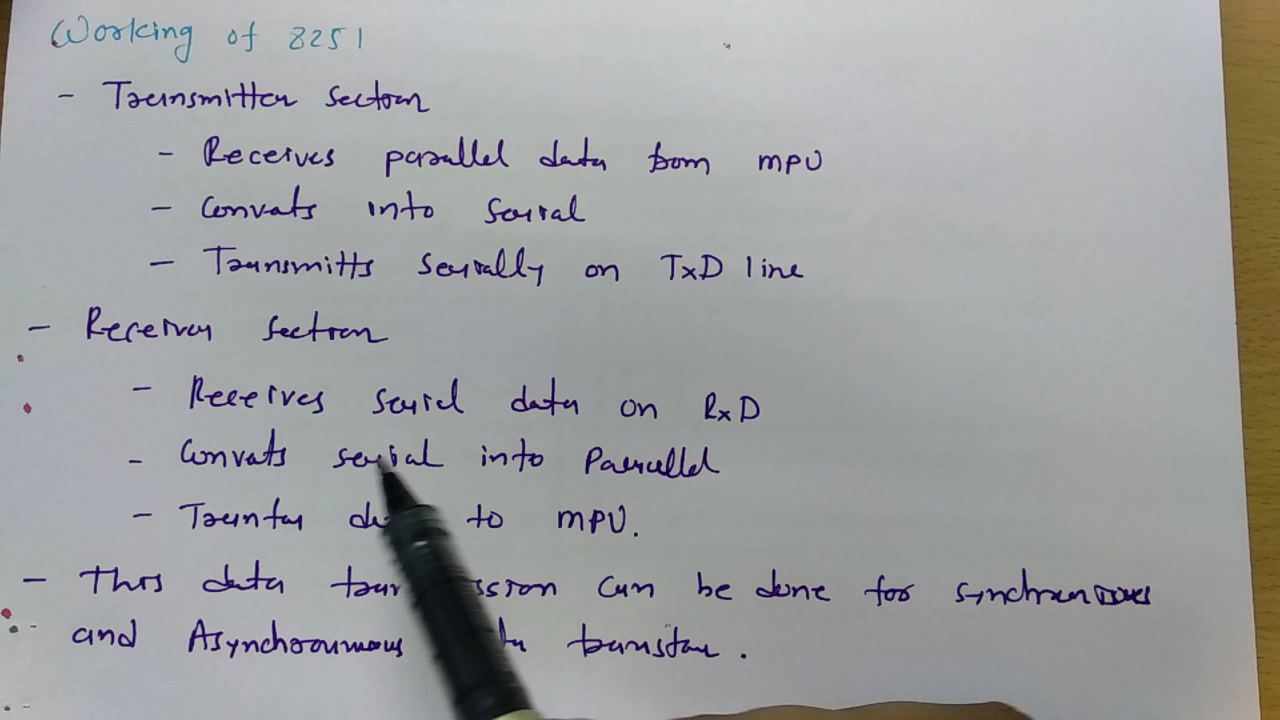 Working of 8251
- Transmitter section
- Receives parallel data from MPU
- Converts into serial
- Transmitts serially on TxD line
- Receiver section
- Receives serial data on RxD
- Converts serial into Parallel
- Transfer to MPU.
- This data can be done for synchronous
and Asynchronous transfer.